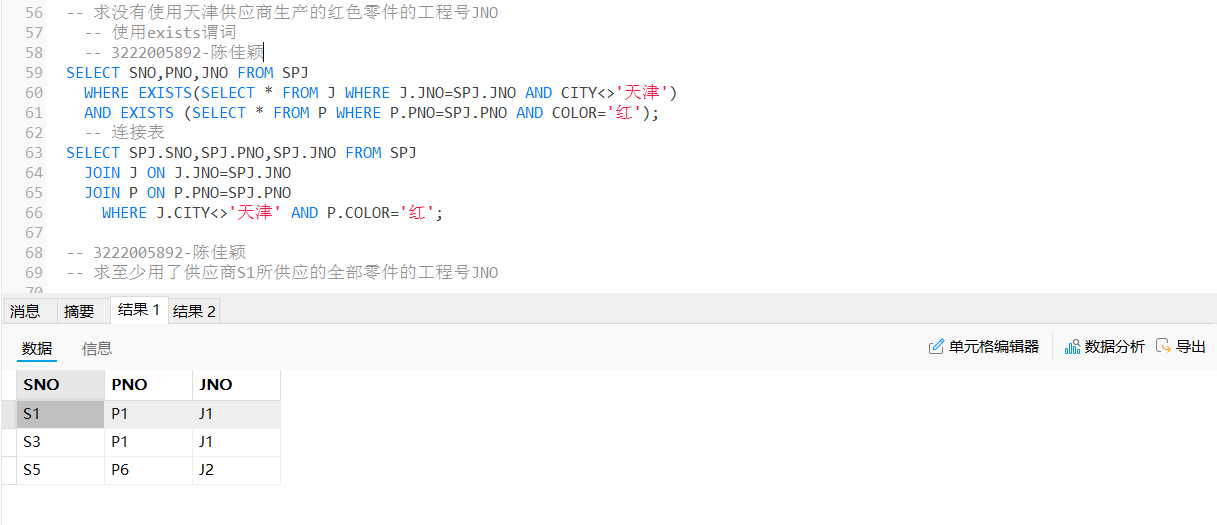 56 -- 求没有使用天津供应商生产的红色零件的工程号JNO
57 -- 使用exists谓词
58 -- 3222005892-陈佳颖
59 SELECT SNO,PNO,JNO FROM SPJ
60 WHERE EXISTS(SELECT * FROM J WHERE J.JNO=SPJ.JNO AND CITY<>'天津')
61 AND EXISTS (SELECT * FROM P WHERE P.PNO=SPJ.PNO AND COLOR='红');
62 -- 连接表
63 SELECT SPJ.SNO,SPJ.PNO,SPJ.JNO FROM SPJ
64 JOIN J ON J.JNO=SPJ.JNO
65 JOIN P ON P.PNO=SPJ.PNO
66 WHERE J.CITY<>'天津' AND P.COLOR='红';
67
68 -- 3222005892-陈佳颖
69 -- 求至少用了供应商S1所供应的全部零件的工程号JNO
70
消息 摘要 结果 1 结果 2
数据 信息 单元格编辑器 数据分析 导出
SNO PNO JNO
S1 P1 J1
S3 P1 J1
S5 P6 J2